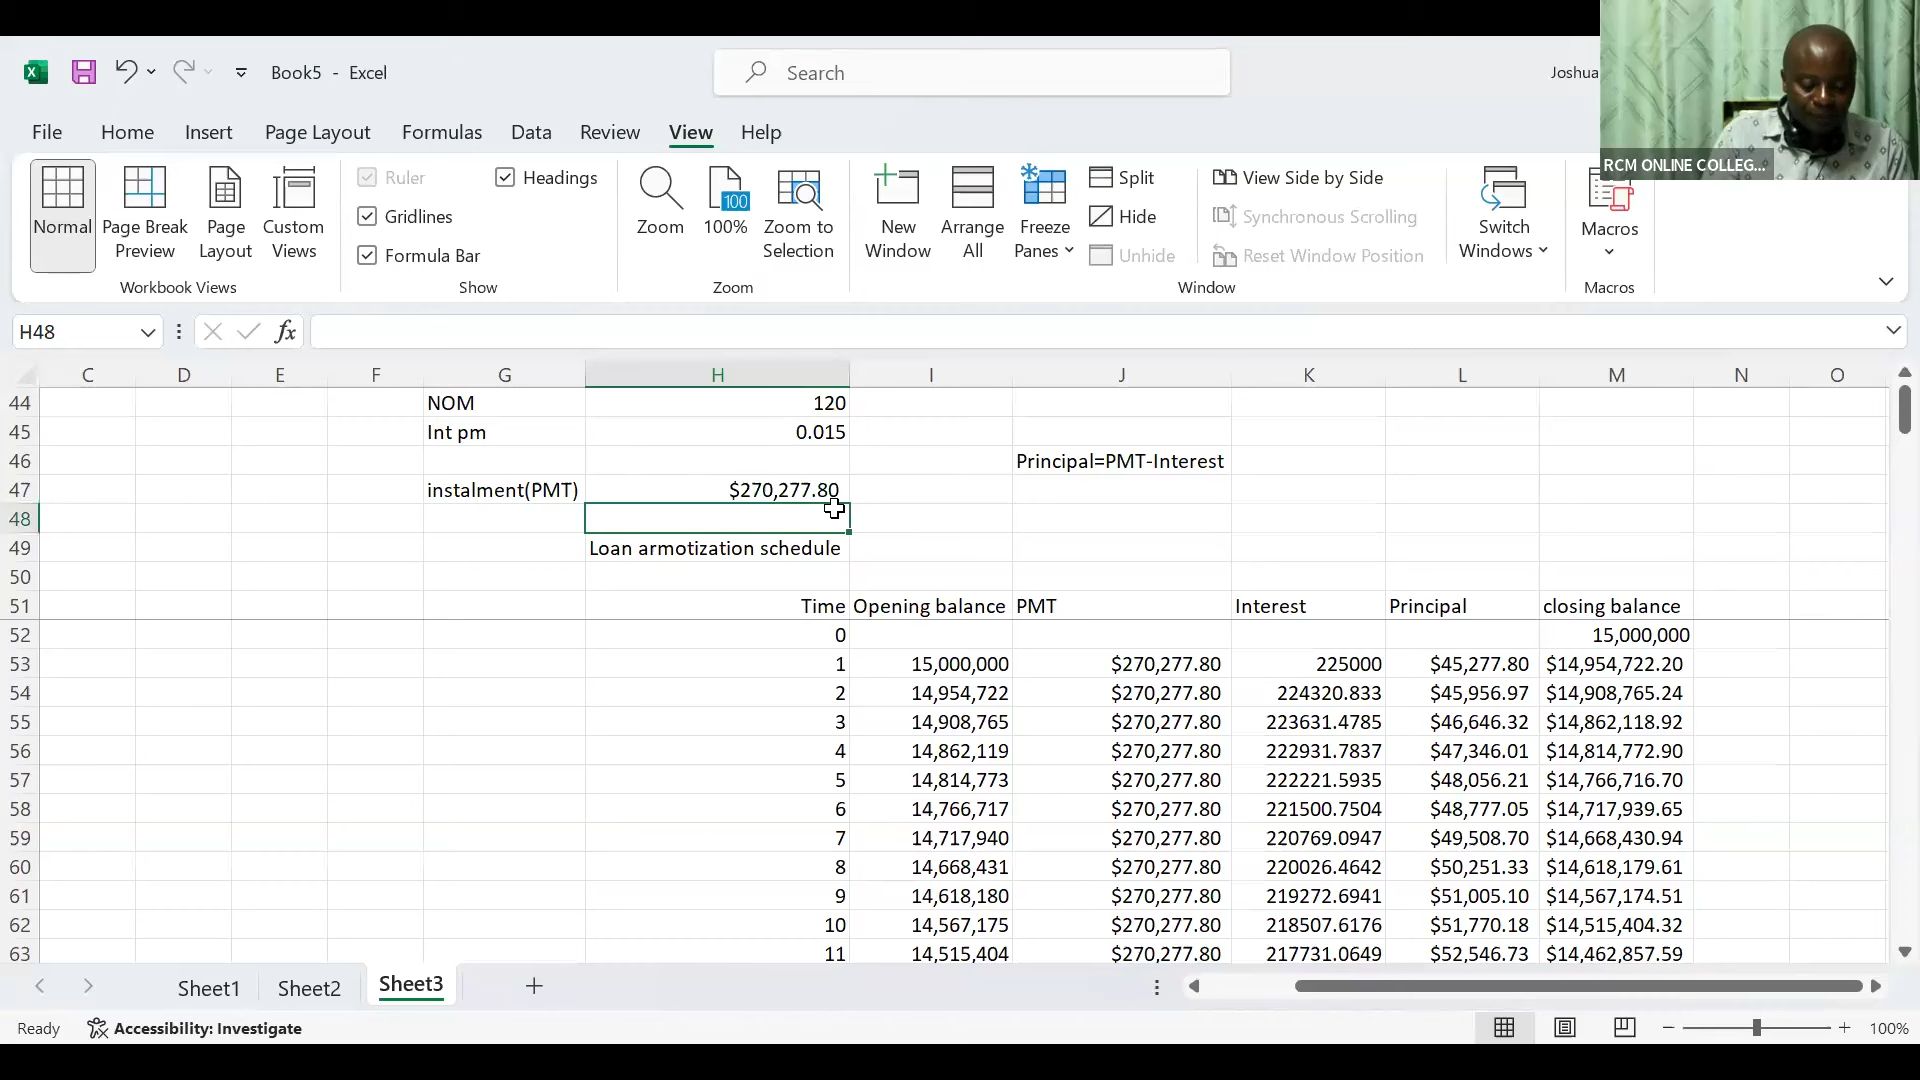 Book5 - Excel
Search
Joshua
RCM ONLINE COLLEG...
File Home Insert Page Layout Formulas Data Review View Help
Normal
Page Break Preview
Page Layout
Custom Views
Workbook Views
Ruler
Headings
Gridlines
Formula Bar
Show
Zoom
100
100%
Zoom to Selection
Zoom
New Window
Arrange All
Freeze Panes
Split
Hide
Unhide
View Side by Side
Synchronous Scrolling
Reset Window Position
Window
Switch Windows
Macros
Macros
H48
fx
C D E F G H I J K L M N O
44 NOM 120
45 Int pm 0.015
46 Principal=PMT-Interest
47 instalment(PMT) $270,277.80
48
49 Loan armotization schedule
50
51 Time Opening balance PMT Interest Principal closing balance
52 0 15,000,000
53 1 15,000,000 $270,277.80 225000 $45,277.80 $14,954,722.20
54 2 14,954,722 $270,277.80 224320.833 $45,956.97 $14,908,765.24
55 3 14,908,765 $270,277.80 223631.4785 $46,646.32 $14,862,118.92
56 4 14,862,119 $270,277.80 222931.7837 $47,346.01 $14,814,772.90
57 5 14,814,773 $270,277.80 222221.5935 $48,056.21 $14,766,716.70
58 6 14,766,717 $270,277.80 221500.7504 $48,777.05 $14,717,939.65
59 7 14,717,940 $270,277.80 220769.0947 $49,508.70 $14,668,430.94
60 8 14,668,431 $270,277.80 220026.4642 $50,251.33 $14,618,179.61
61 9 14,618,180 $270,277.80 219272.6941 $51,005.10 $14,567,174.51
62 10 14,567,175 $270,277.80 218507.6176 $51,770.18 $14,515,404.32
63 11 14,515,404 $270,277.80 217731.0649 $52,546.73 $14,462,857.59
Sheet1 Sheet2 Sheet3
Ready Accessibility: Investigate 100%